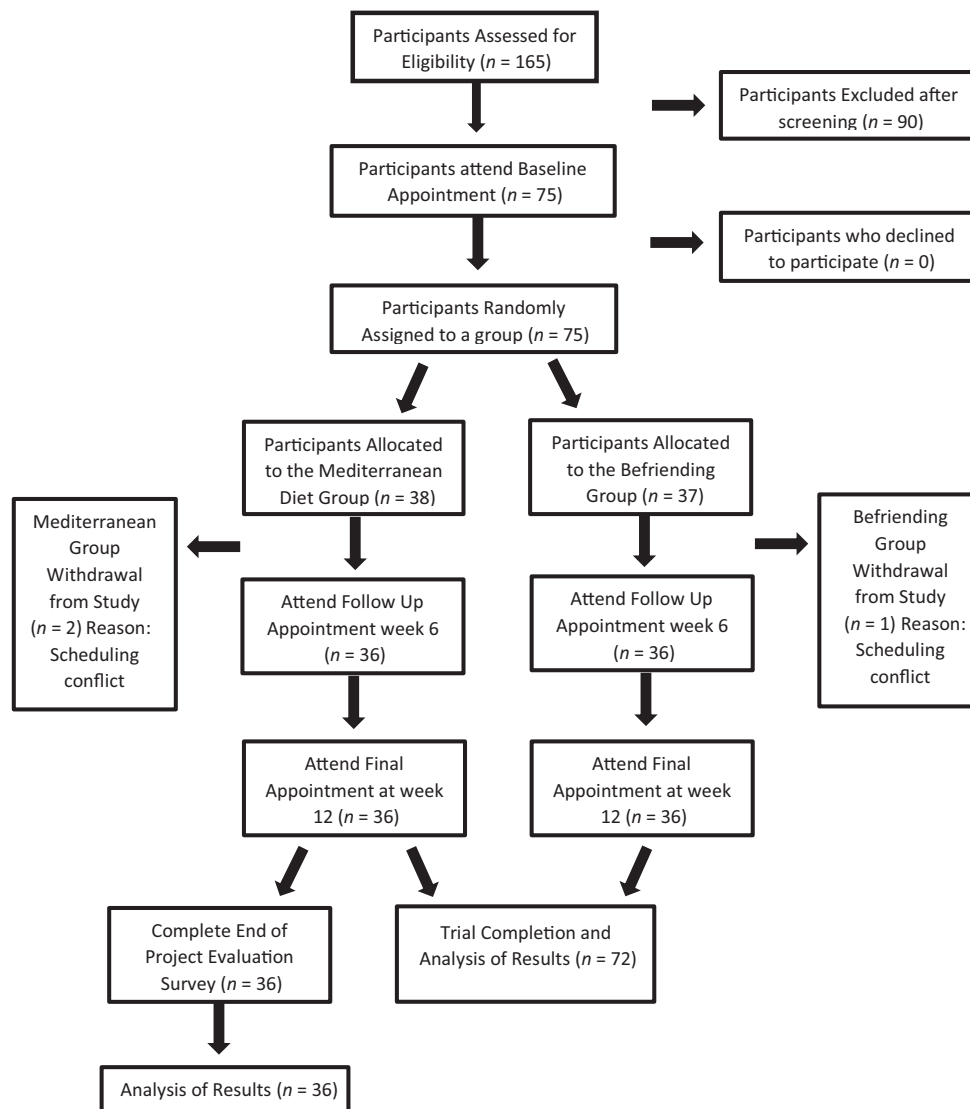 Participants Assessed for
Eligibility (n = 165)
Participants Excluded after
screening (n = 90)
Participants attend Baseline
Appointment (n = 75)
Participants who declined
to participate (n = 0)
Participants Randomly
Assigned to a group (n = 75)
Participants Allocated
to the Mediterranean
Diet Group (n = 38)
Participants Allocated
to the Befriending
Group (n = 37)
Mediterranean
Group
Withdrawal
from Study
(n = 2) Reason:
Scheduling
conflict
Befriending
Group
Withdrawal
from Study
(n = 1) Reason:
Scheduling
conflict
Attend Follow Up
Appointment week 6
(n = 36)
Attend Follow Up
Appointment week 6
(n = 36)
Attend Final
Appointment at week
12 (n = 36)
Attend Final
Appointment at week
12 (n = 36)
Complete End of
Project Evaluation
Survey (n = 36)
Trial Completion and
Analysis of Results (n = 72)
Analysis of Results (n = 36)